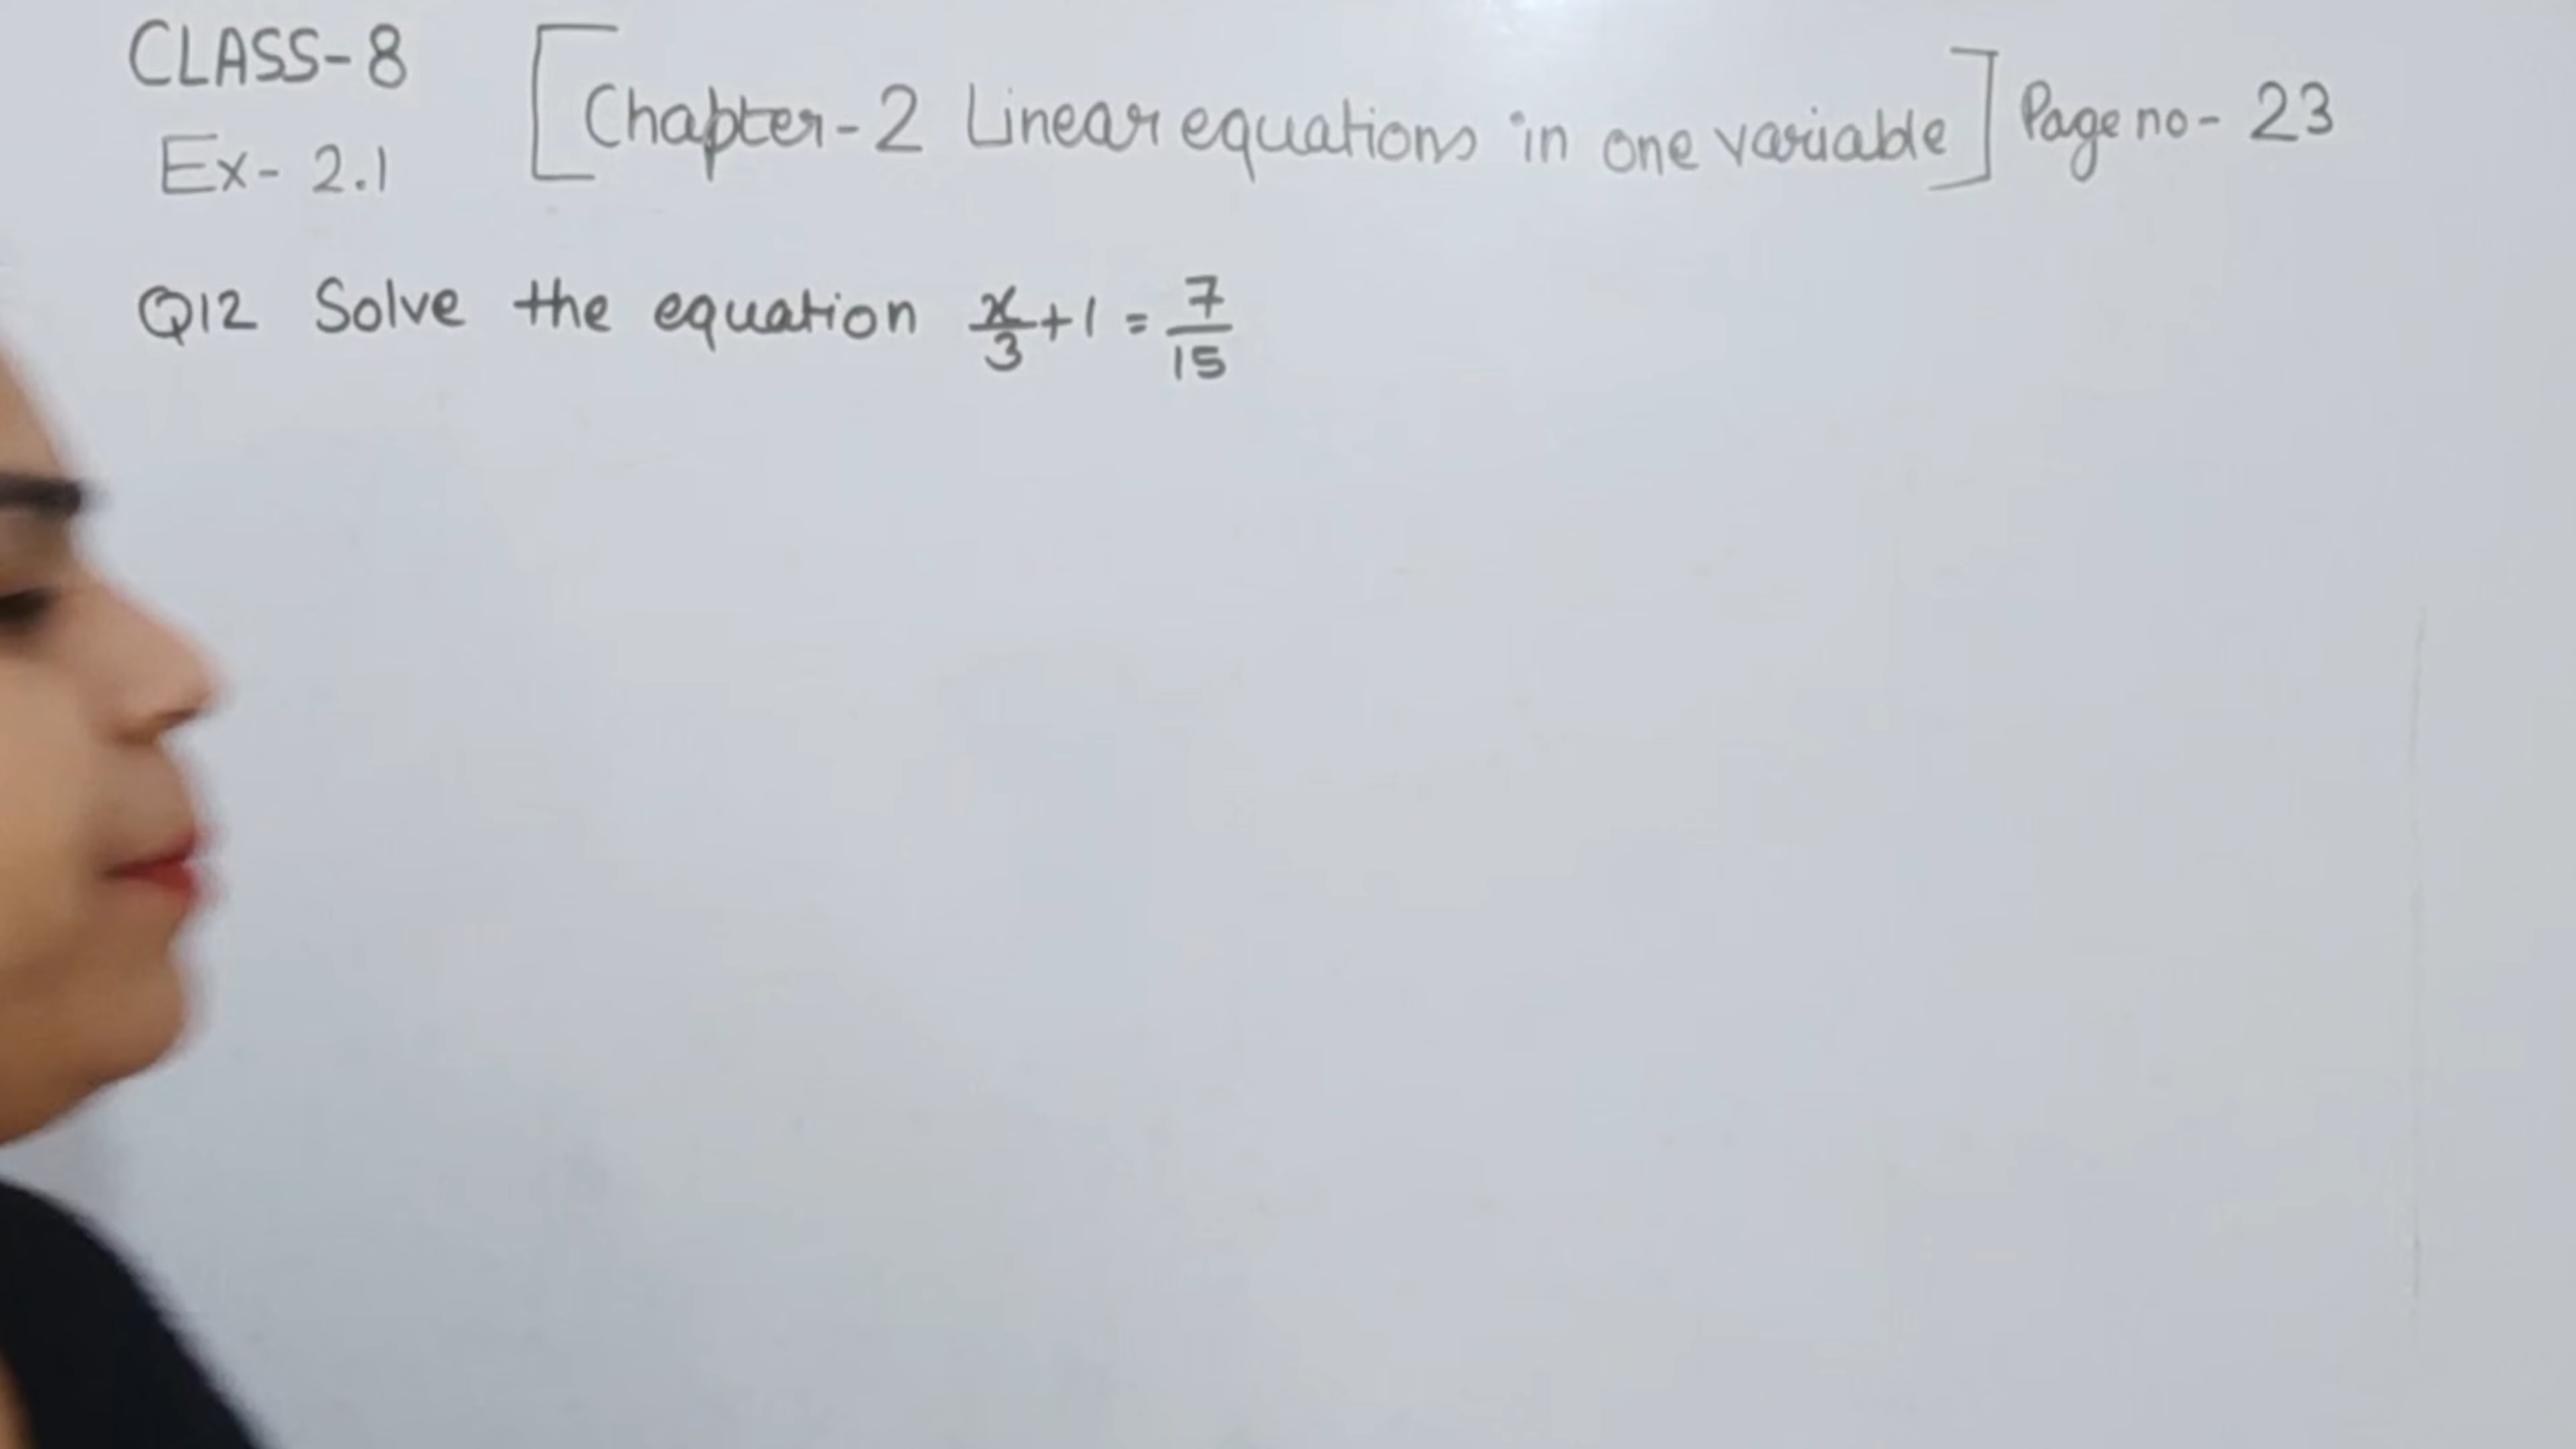 CLASS-8
[Chapter-2 Linear equations in one variable] Page no- 23
Ex- 2.1
Q12 Solve the equation x/3+1 = 7/15